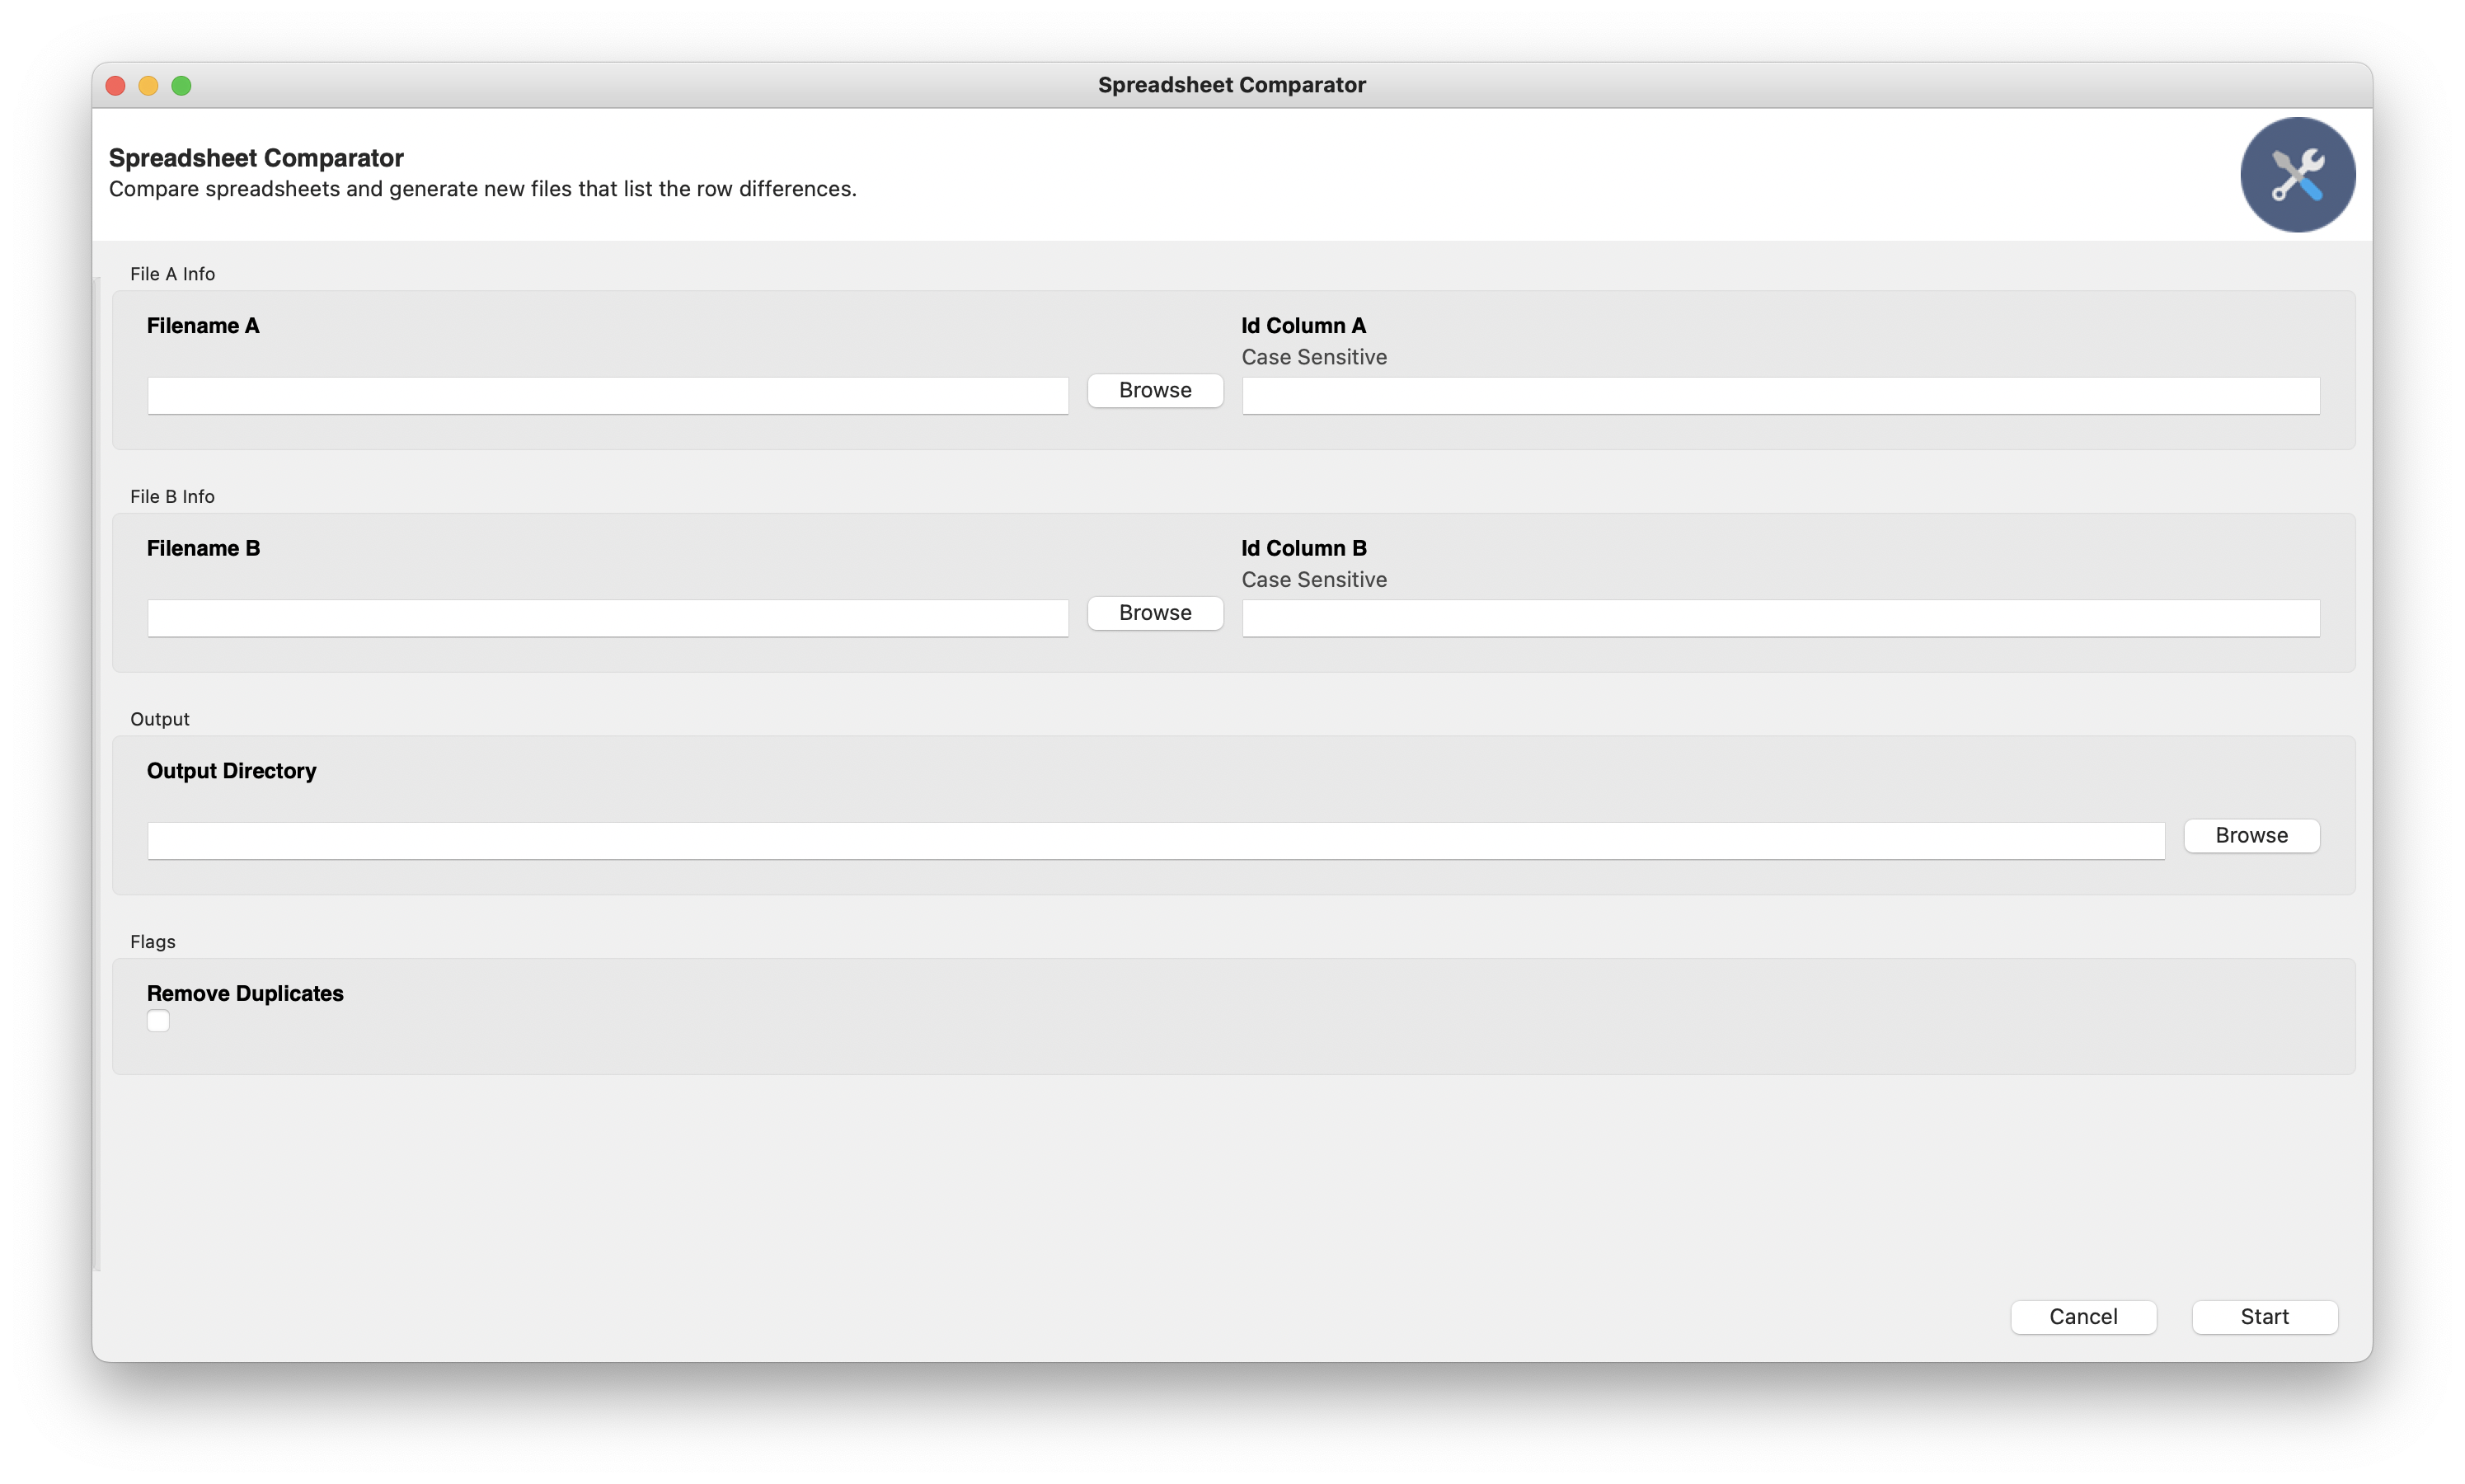 Spreadsheet Comparator
Spreadsheet Comparator
Compare spreadsheets and generate new files that list the row differences.
File A Info
Filename A
Id Column A
Case Sensitive
Browse
File B Info
Filename B
Id Column B
Case Sensitive
Browse
Output
Output Directory
Browse
Flags
Remove Duplicates
Cancel
Start